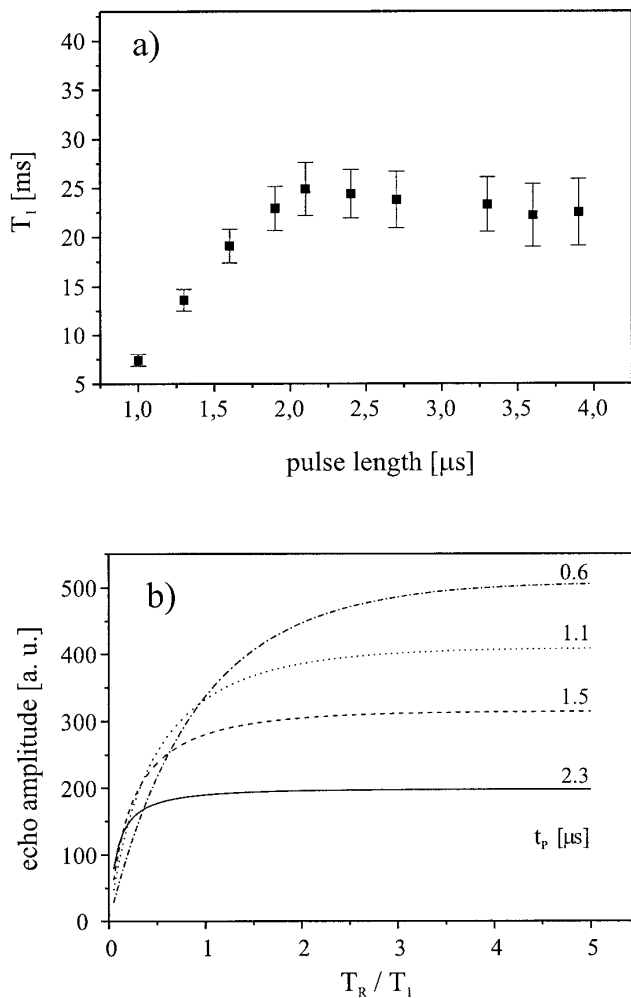 a)
40
35
30
25
20
15
10
5
T₁ [ms]
1,0 1,5 2,0 2,5 3,0 3,5 4,0
pulse length [μs]
b)
500
400
300
200
100
0
echo amplitude [a. u.]
0.6
1.1
1.5
2.3
tₚ [μs]
0 1 2 3 4 5
T_R / T₁